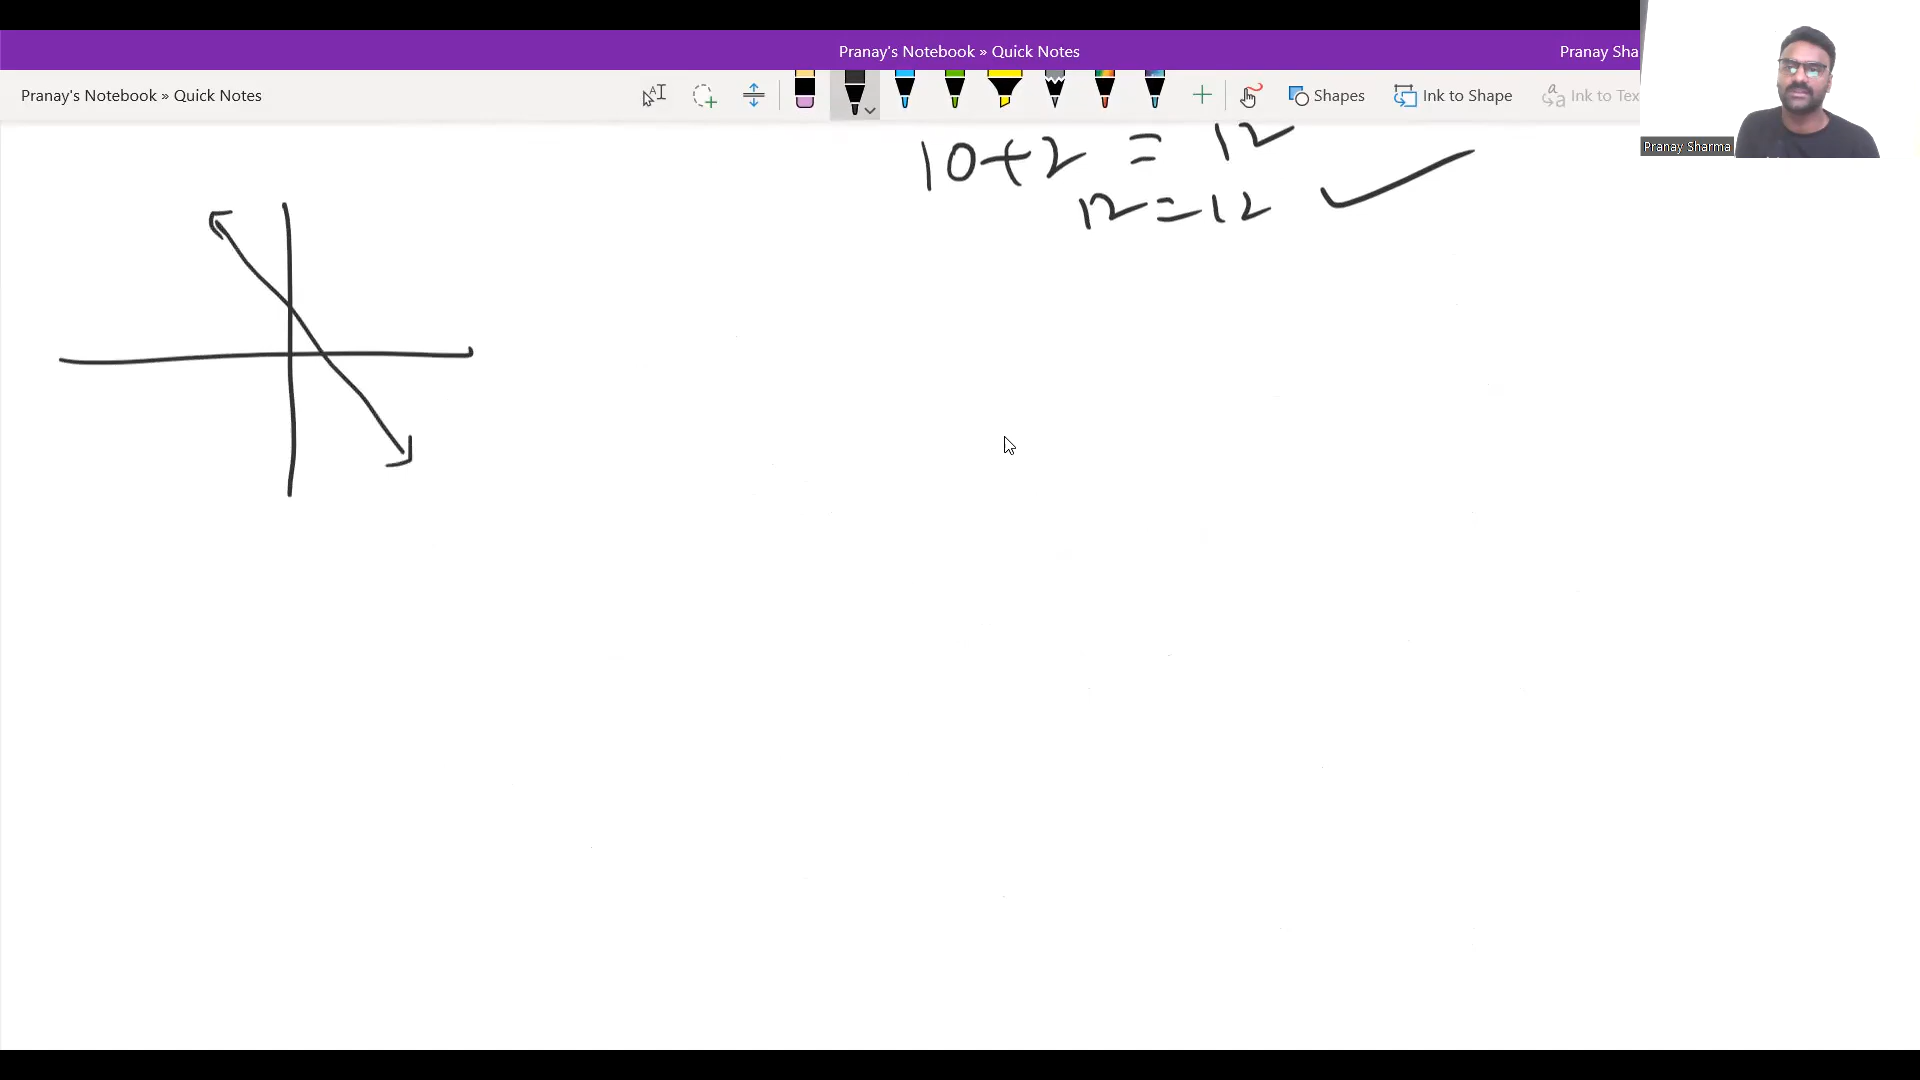 Pranay's Notebook » Quick Notes
Pranay Sha
Pranay's Notebook » Quick Notes
Shapes
Ink to Shape
Ink to Tex
Pranay Sharma
10+2 = 12
12=12